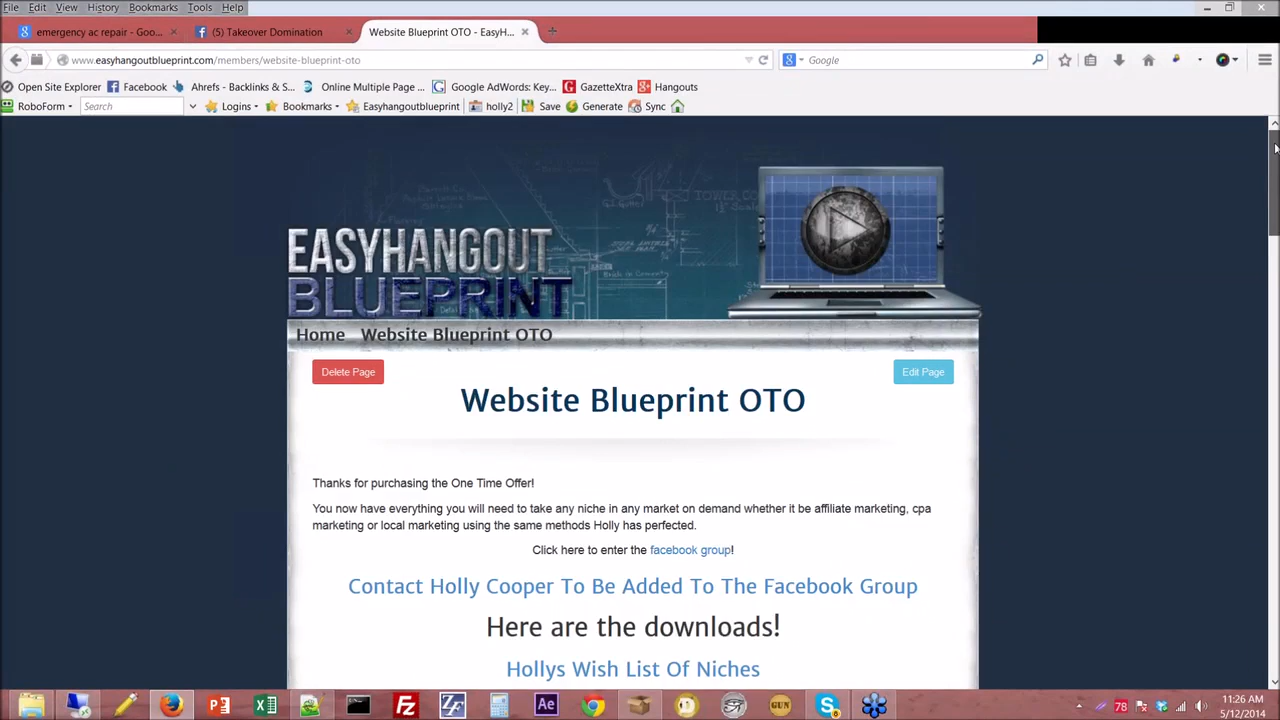 File Edit View History Bookmarks Tools Help
emergency ac repair - Goo... × (5) Takeover Domination × Website Blueprint OTO - EasyH... ×
www.easyhangoutblueprint.com/members/website-blueprint-oto Google
Open Site Explorer Facebook Ahrefs - Backlinks & S... Online Multiple Page ... Google AdWords: Key... GazetteXtra Hangouts
RoboForm Search Logins Bookmarks Easyhangoutblueprint holly2 Save Generate Sync
EASYHANGOUT
BLUEPRINT
Home Website Blueprint OTO
Delete Page Edit Page
Website Blueprint OTO
Thanks for purchasing the One Time Offer!
You now have everything you will need to take any niche in any market on demand whether it be affiliate marketing, cpa
marketing or local marketing using the same methods Holly has perfected.
Click here to enter the facebook group!
Contact Holly Cooper To Be Added To The Facebook Group
Here are the downloads!
Hollys Wish List Of Niches
11:26 AM
5/12/2014